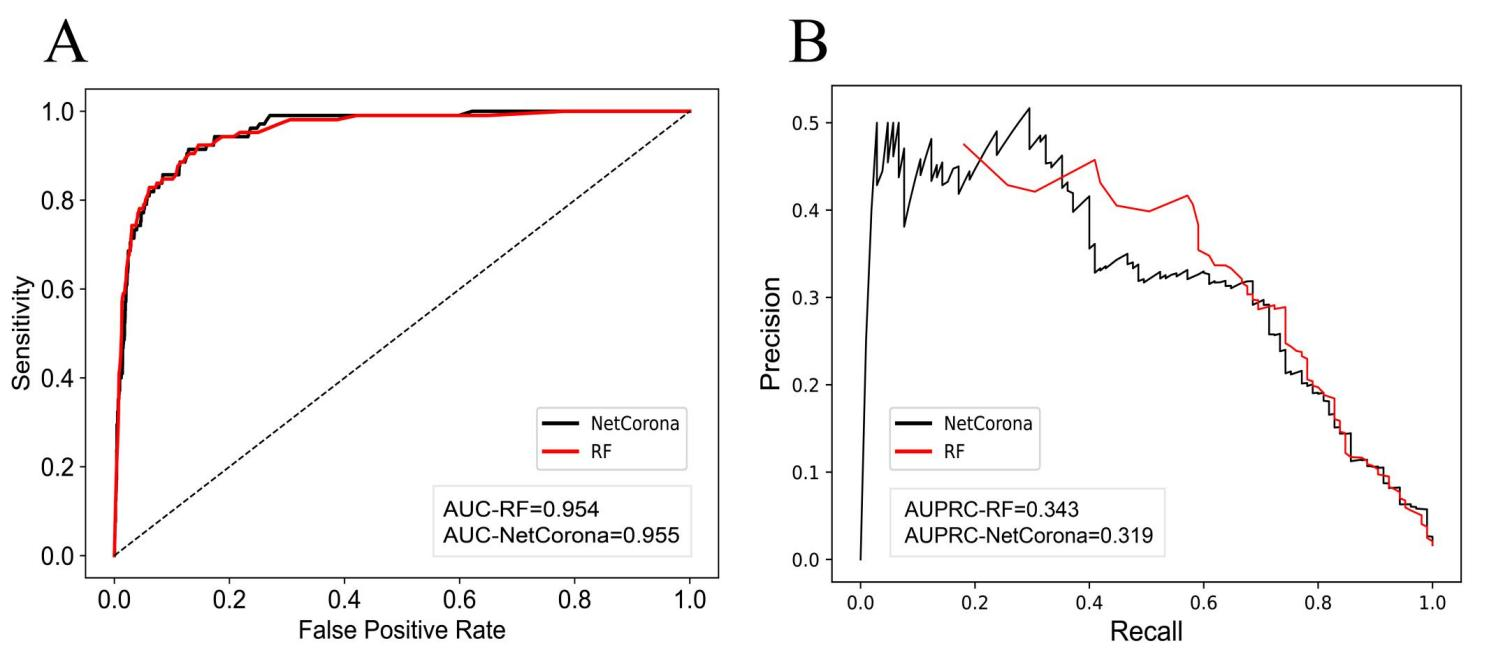 A
B
1.0
0.8
0.6
0.4
0.2
0.0
Sensitivity
NetCorona
RF
AUC-RF=0.954
AUC-NetCorona=0.955
0.0 0.2 0.4 0.6 0.8 1.0
False Positive Rate
0.5
0.4
0.3
0.2
0.1
0.0
Precision
NetCorona
RF
AUPRC-RF=0.343
AUPRC-NetCorona=0.319
0.0 0.2 0.4 0.6 0.8 1.0
Recall